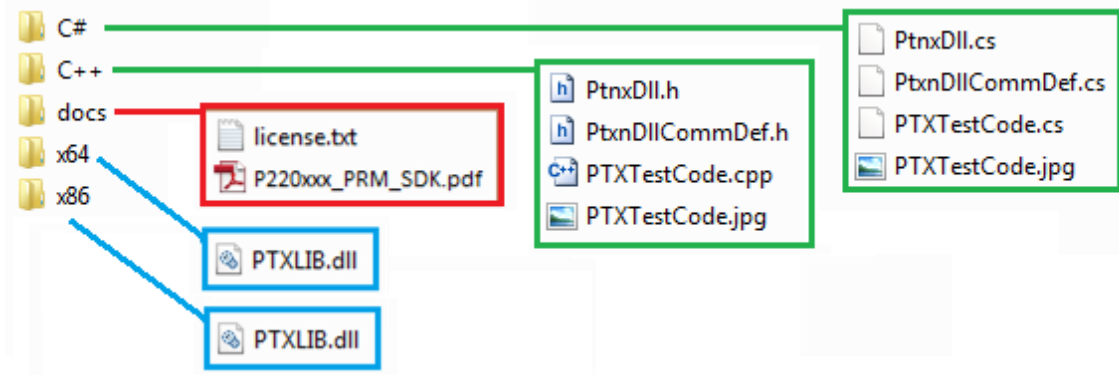 C#
C++
docs
x64
x86
license.txt
P220xxx_PRM_SDK.pdf
PTXLIB.dll
PTXLIB.dll
PtnxDll.h
PtxnDllCommDef.h
PTXTestCode.cpp
PTXTestCode.jpg
PtnxDll.cs
PtxnDllCommDef.cs
PTXTestCode.cs
PTXTestCode.jpg